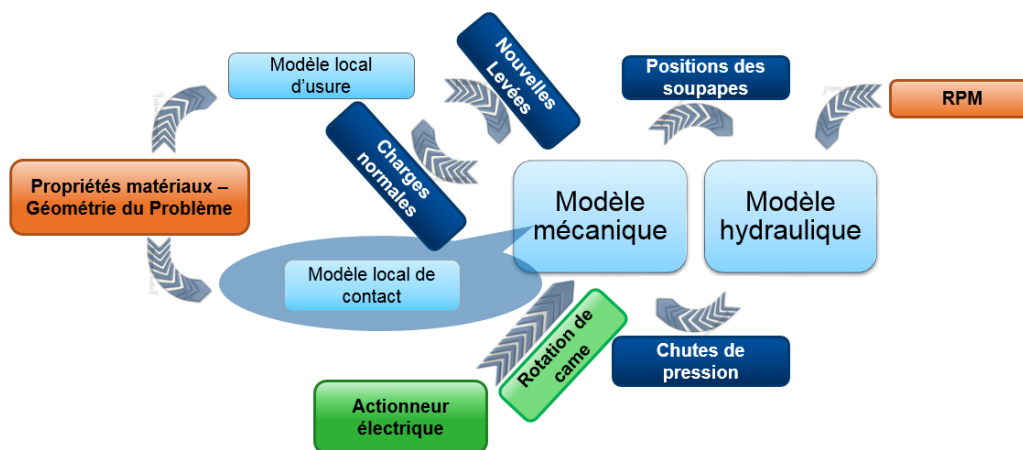 Modèle local
d'usure
Nouvelles
Levées
Positions des
soupapes
RPM
Charges
normales
Propriétés matériaux –
Géométrie du Problème
Modèle
mécanique
Modèle
hydraulique
Modèle local de
contact
Rotation de
came
Chutes de
pression
Actionneur
électrique